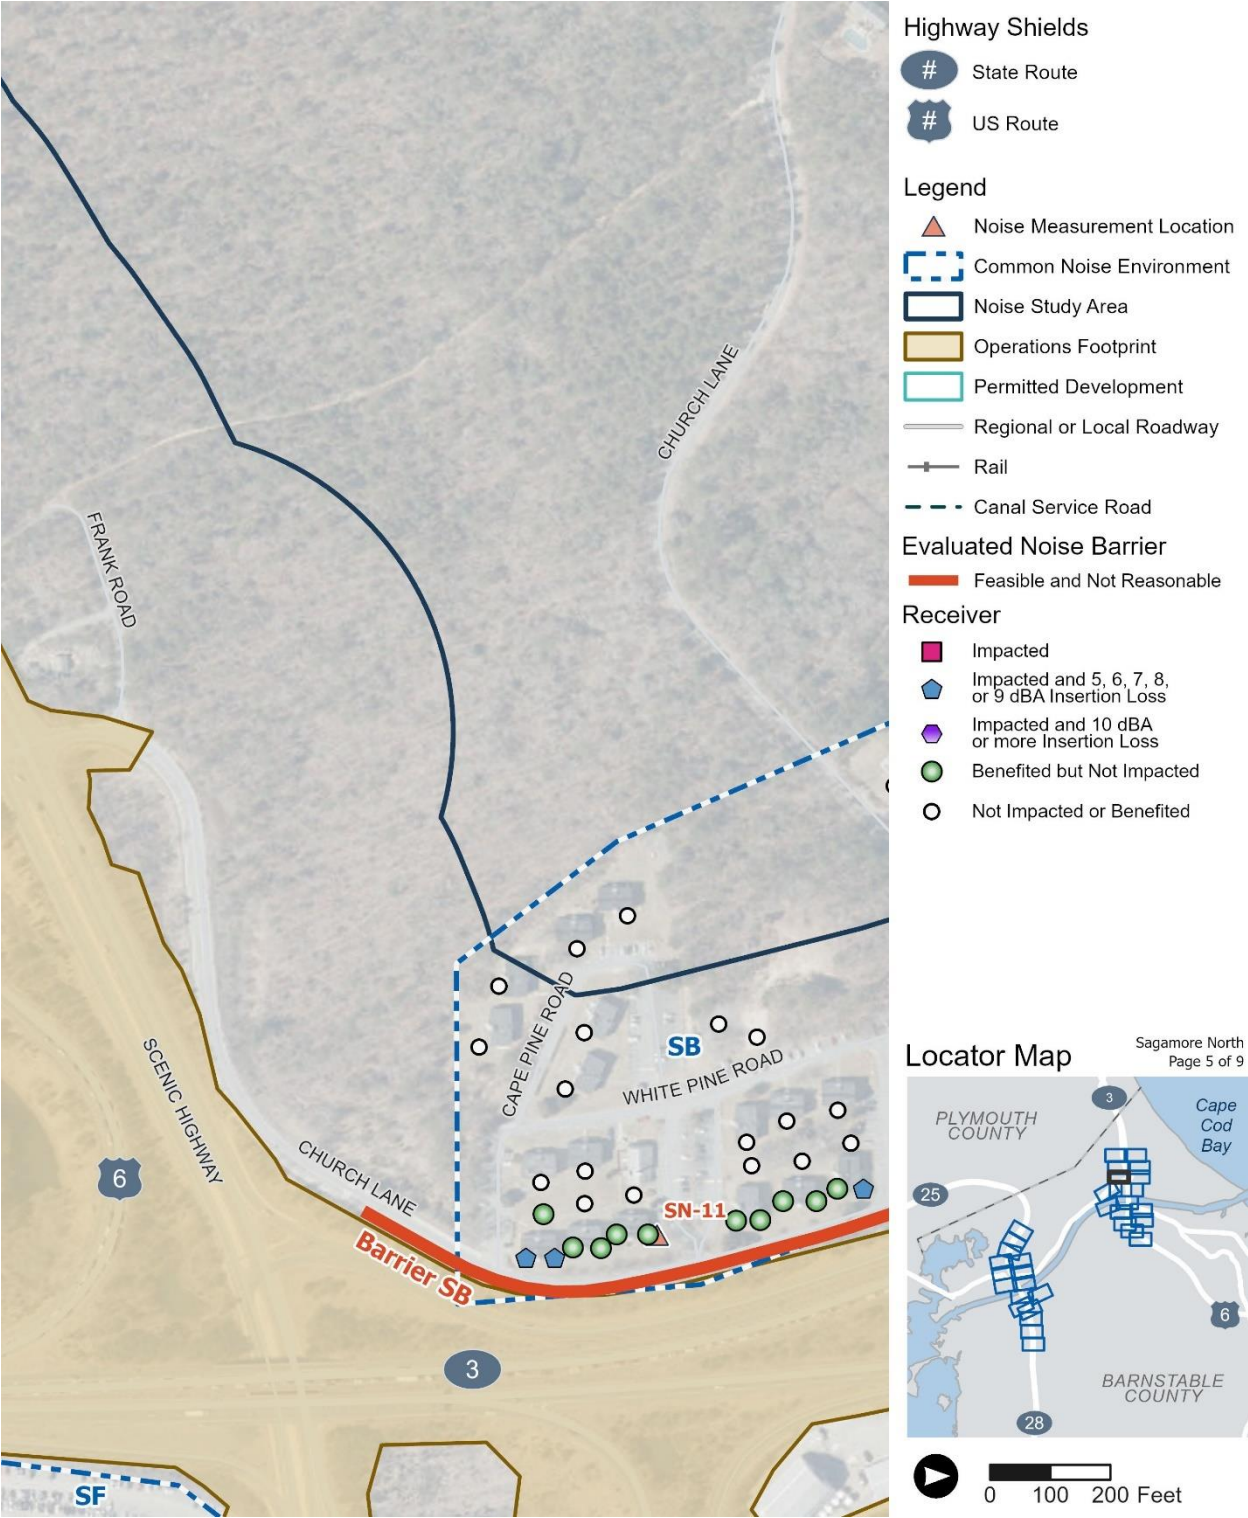 CHURCH LANE
FRANK ROAD
CAPE PINE ROAD
SB
WHITE PINE ROAD
SCENIC HIGHWAY
6
CHURCH LANE
SN-11
Barrier SB
3
SF
Highway Shields
# State Route
# US Route
Legend
Noise Measurement Location
Common Noise Environment
Noise Study Area
Operations Footprint
Permitted Development
Regional or Local Roadway
Rail
Canal Service Road
Evaluated Noise Barrier
Feasible and Not Reasonable
Receiver
Impacted
Impacted and 5, 6, 7, 8,
or 9 dBA Insertion Loss
Impacted and 10 dBA
or more Insertion Loss
Benefited but Not Impacted
Not Impacted or Benefited
Locator Map
Sagamore North
Page 5 of 9
3
PLYMOUTH
COUNTY
Cape
Cod
Bay
25
6
BARNSTABLE
COUNTY
28
0 100 200 Feet